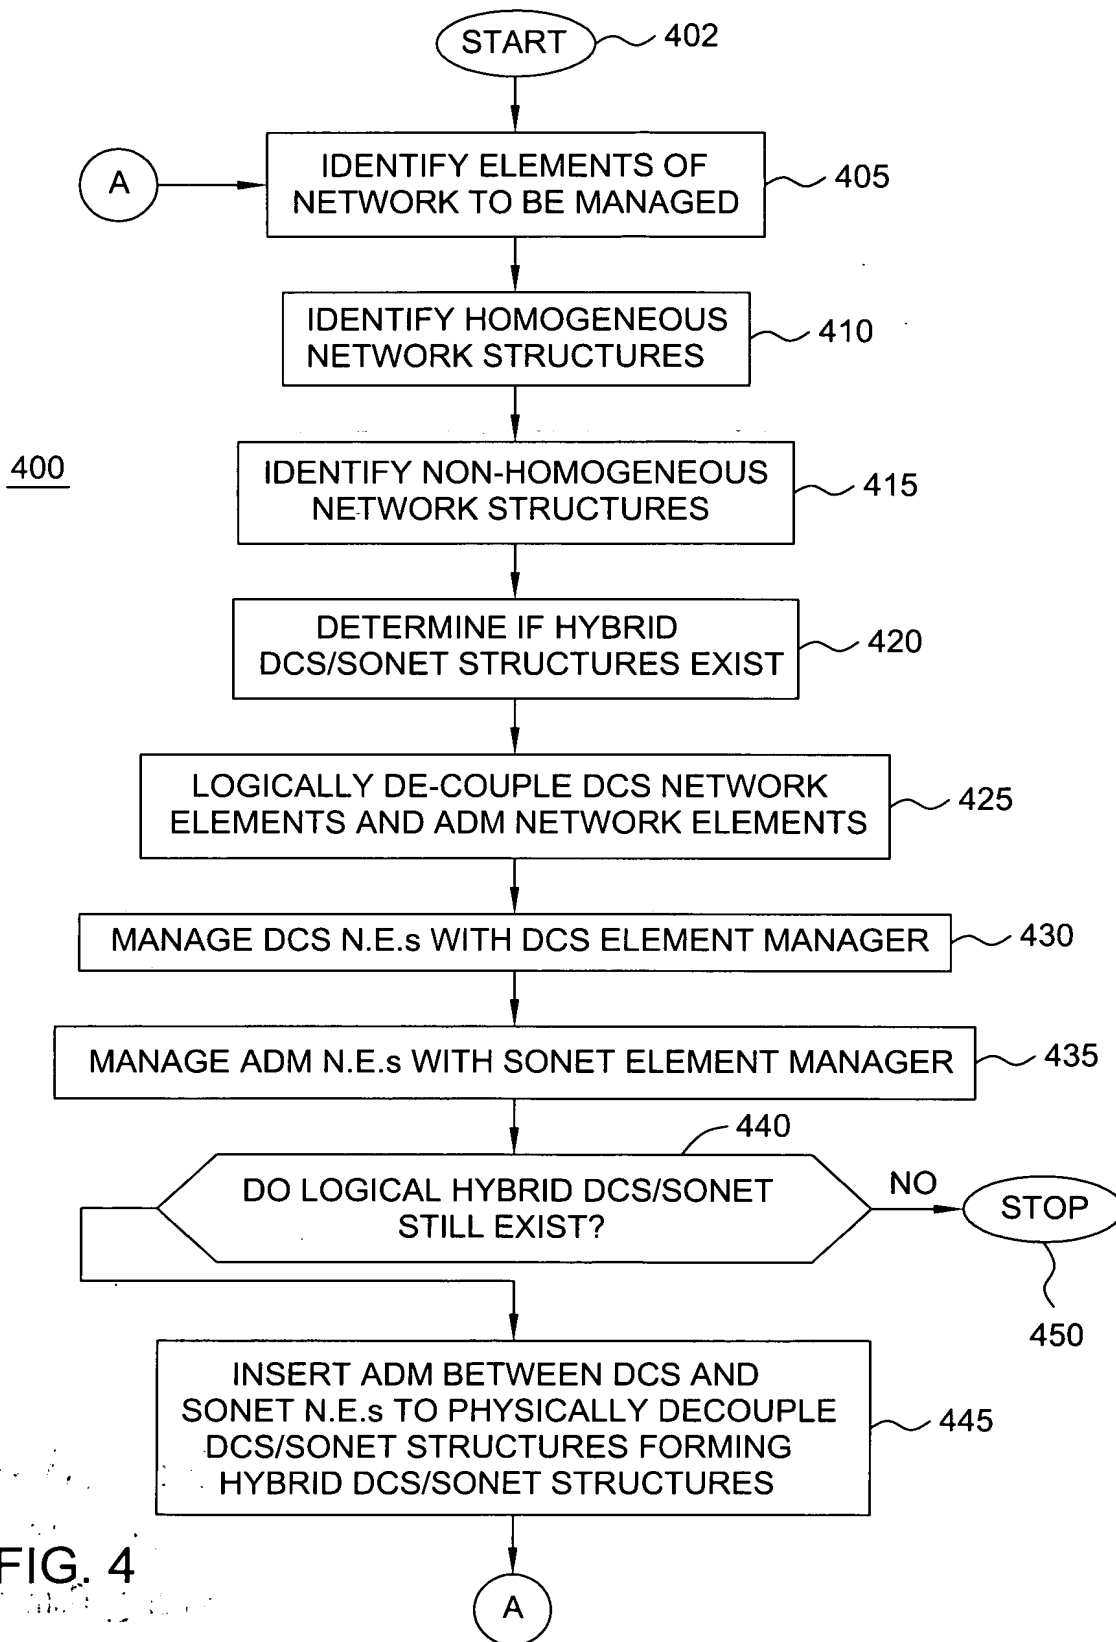 START
402
A
IDENTIFY ELEMENTS OF
NETWORK TO BE MANAGED
405
IDENTIFY HOMOGENEOUS
NETWORK STRUCTURES
410
400
IDENTIFY NON-HOMOGENEOUS
NETWORK STRUCTURES
415
DETERMINE IF HYBRID
DCS/SONET STRUCTURES EXIST
420
LOGICALLY DE-COUPLE DCS NETWORK
ELEMENTS AND ADM NETWORK ELEMENTS
425
MANAGE DCS N.E.s WITH DCS ELEMENT MANAGER
430
MANAGE ADM N.E.s WITH SONET ELEMENT MANAGER
435
440
DO LOGICAL HYBRID DCS/SONET
STILL EXIST?
NO
STOP
450
INSERT ADM BETWEEN DCS AND
SONET N.E.s TO PHYSICALLY DECOUPLE
DCS/SONET STRUCTURES FORMING
HYBRID DCS/SONET STRUCTURES
445
FIG. 4
A